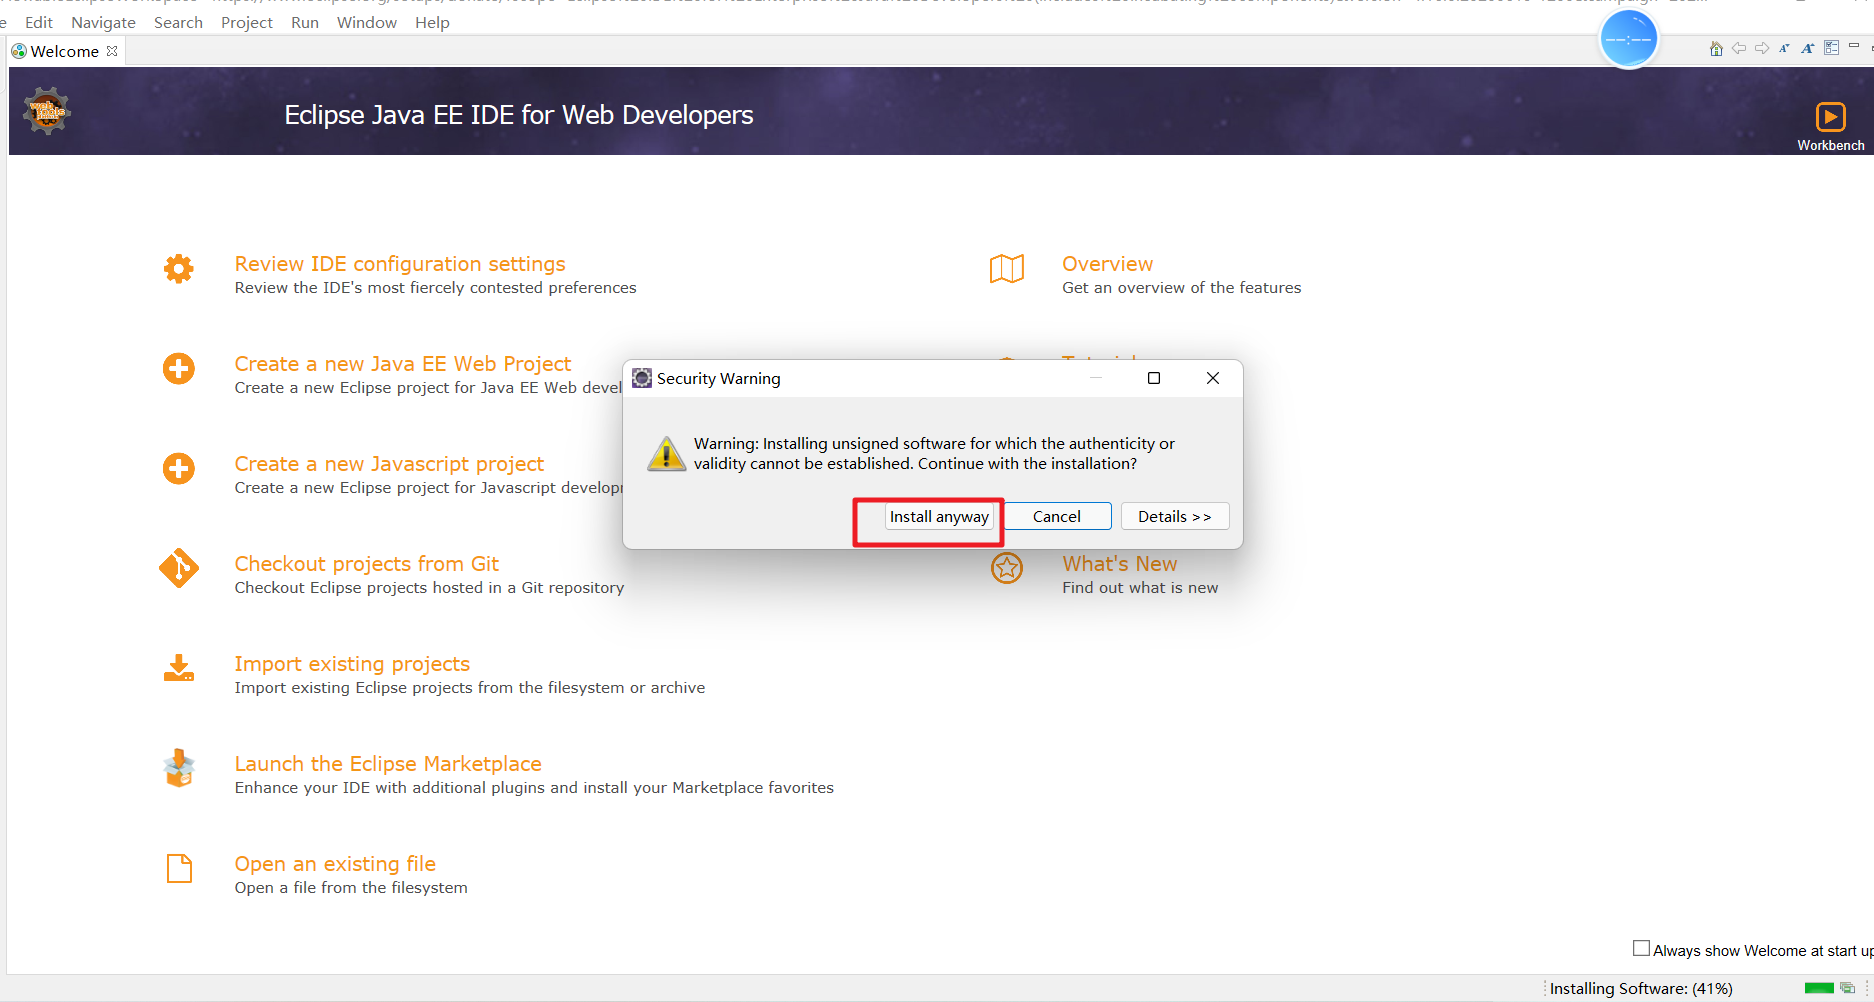 Edit Navigate Search Project Run Window Help
Welcome
Eclipse Java EE IDE for Web Developers
Workbench
Review IDE configuration settings
Review the IDE's most fiercely contested preferences
Overview
Get an overview of the features
Create a new Java EE Web Project
Create a new Eclipse project for Java EE Web devel
Create a new Javascript project
Create a new Eclipse project for Javascript develop
Security Warning
Warning: Installing unsigned software for which the authenticity or
validity cannot be established. Continue with the installation?
Install anyway Cancel Details >>
Checkout projects from Git
Checkout Eclipse projects hosted in a Git repository
What's New
Find out what is new
Import existing projects
Import existing Eclipse projects from the filesystem or archive
Launch the Eclipse Marketplace
Enhance your IDE with additional plugins and install your Marketplace favorites
Open an existing file
Open a file from the filesystem
Always show Welcome at start up
Installing Software: (41%)